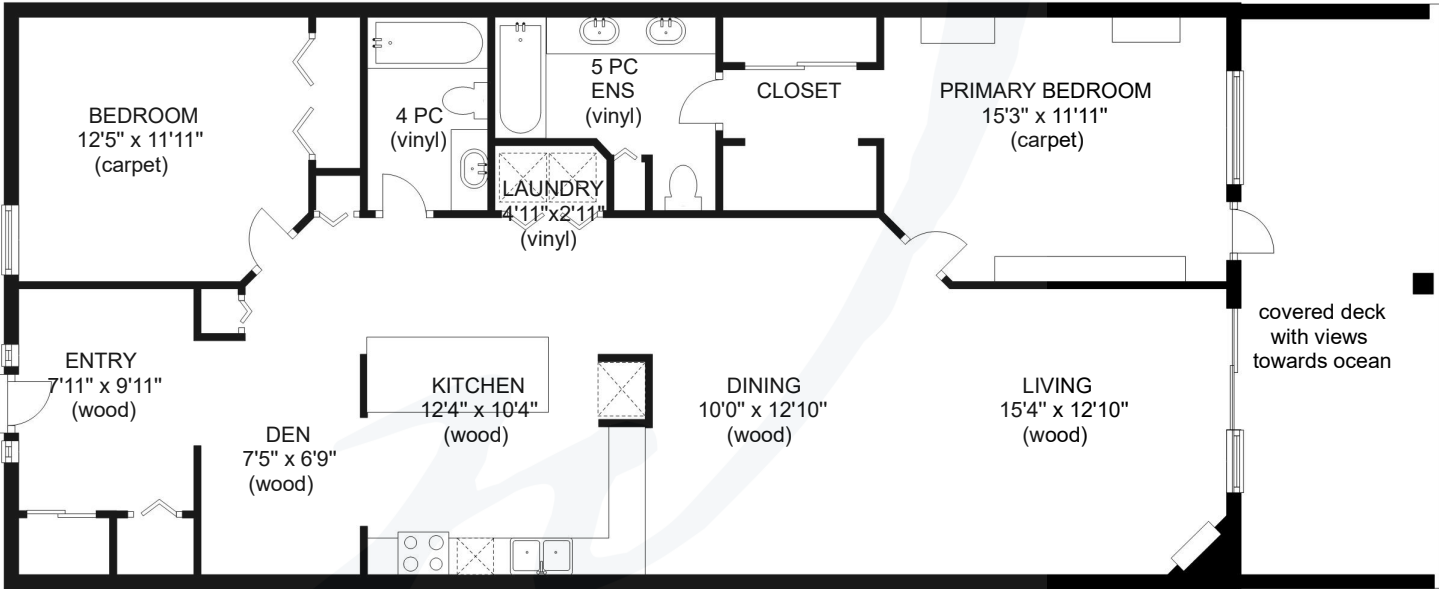 BEDROOM
12'5" x 11'11"
(carpet)
4 PC
(vinyl)
5 PC
ENS
(vinyl)
CLOSET
PRIMARY BEDROOM
15'3" x 11'11"
(carpet)
LAUNDRY
4'11"x2'11"
(vinyl)
ENTRY
7'11" x 9'11"
(wood)
DEN
7'5" x 6'9"
(wood)
KITCHEN
12'4" x 10'4"
(wood)
DINING
10'0" x 12'10"
(wood)
LIVING
15'4" x 12'10"
(wood)
covered deck
with views
towards ocean